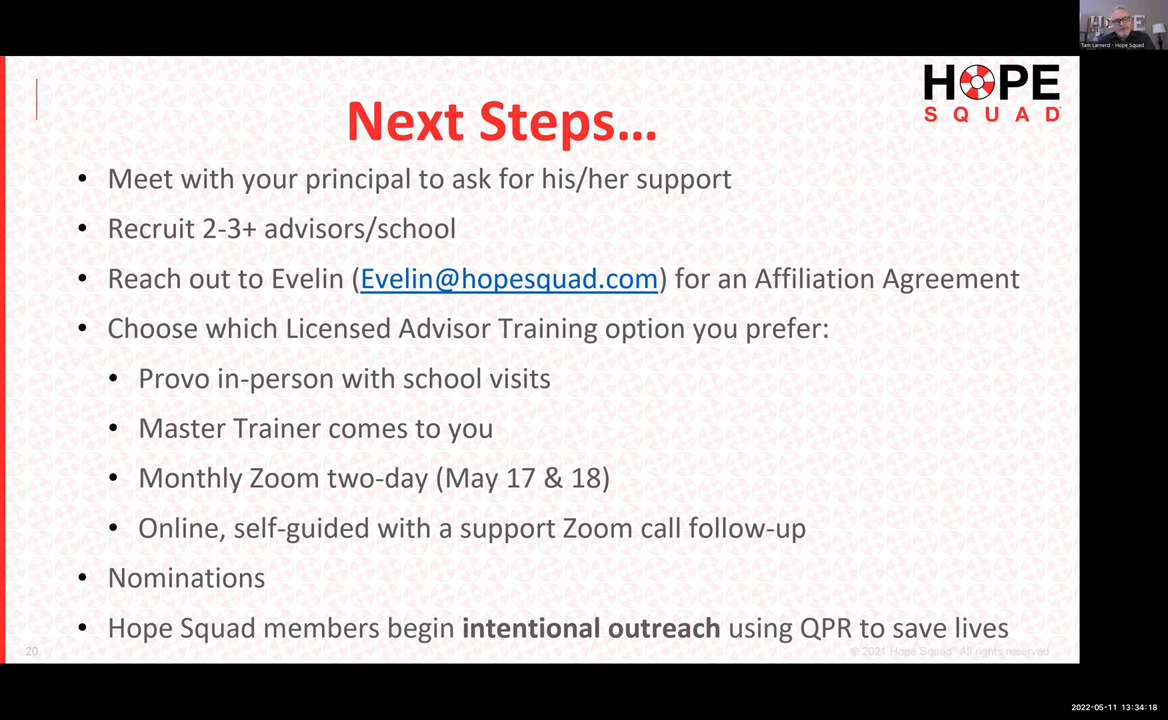 Tam Larnerd - Hope Squad
HOPE
SQUAD
Next Steps...
• Meet with your principal to ask for his/her support
• Recruit 2-3+ advisors/school
• Reach out to Evelin (Evelin@hopesquad.com) for an Affiliation Agreement
• Choose which Licensed Advisor Training option you prefer:
• Provo in-person with school visits
• Master Trainer comes to you
• Monthly Zoom two-day (May 17 & 18)
• Online, self-guided with a support Zoom call follow-up
• Nominations
• Hope Squad members begin intentional outreach using QPR to save lives
20
© 2021 Hope Squad® All rights reserved
2022-05-11 13:34:18